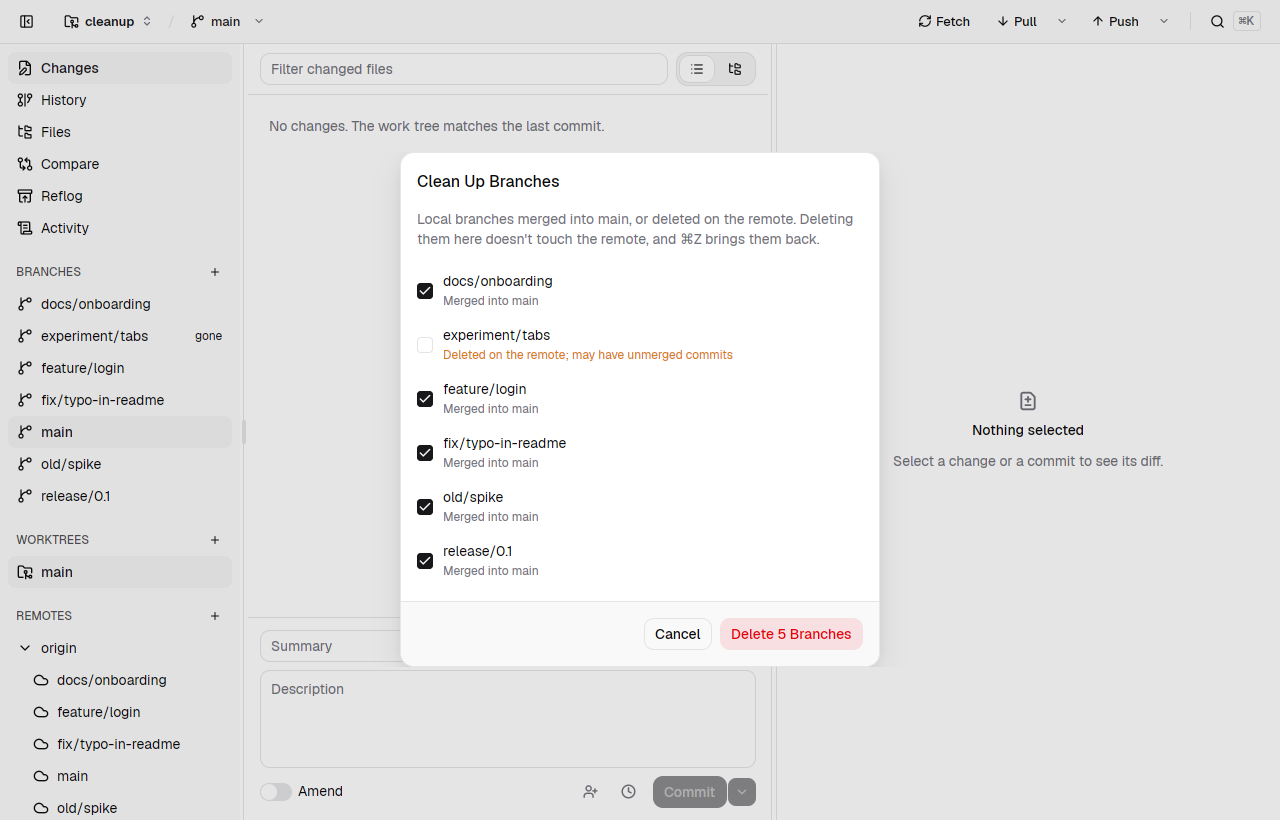 cleanup
/
main
Fetch
Pull
Push
⌘K
Changes
History
Files
Compare
Reflog
Activity
BRANCHES
docs/onboarding
experiment/tabs
gone
feature/login
fix/typo-in-readme
main
old/spike
release/0.1
WORKTREES
main
REMOTES
origin
docs/onboarding
feature/login
fix/typo-in-readme
main
old/spike
Filter changed files
No changes. The work tree matches the last commit.
Clean Up Branches
Local branches merged into main, or deleted on the remote. Deleting
them here doesn't touch the remote, and ⌘Z brings them back.
docs/onboarding
Merged into main
experiment/tabs
Deleted on the remote; may have unmerged commits
feature/login
Merged into main
fix/typo-in-readme
Merged into main
old/spike
Merged into main
release/0.1
Merged into main
Cancel
Delete 5 Branches
Summary
Description
Amend
Commit
Nothing selected
Select a change or a commit to see its diff.